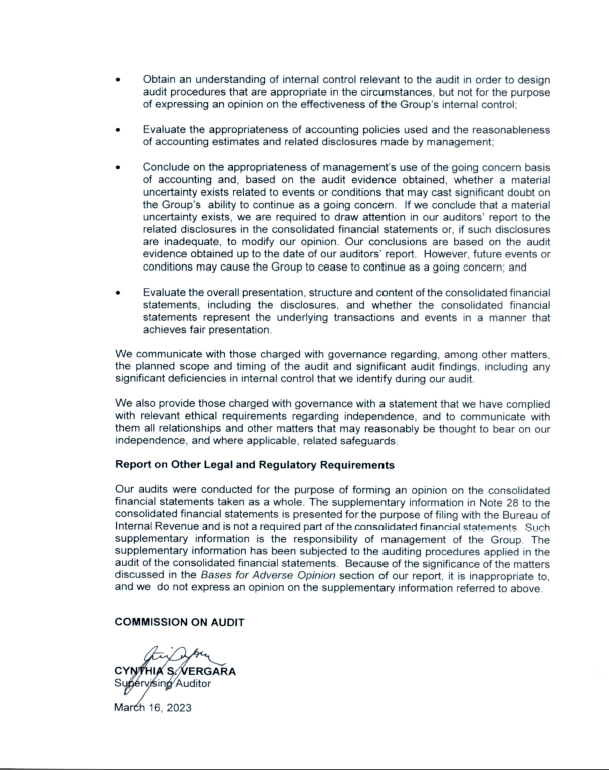 • Obtain an understanding of internal control relevant to the audit in order to design
audit procedures that are appropriate in the circumstances, but not for the purpose
of expressing an opinion on the effectiveness of the Group's internal control;
• Evaluate the appropriateness of accounting policies used and the reasonableness
of accounting estimates and related disclosures made by management;
• Conclude on the appropriateness of management's use of the going concern basis
of accounting and, based on the audit evidence obtained, whether a material
uncertainty exists related to events or conditions that may cast significant doubt on
the Group's ability to continue as a going concern. If we conclude that a material
uncertainty exists, we are required to draw attention in our auditors' report to the
related disclosures in the consolidated financial statements or, if such disclosures
are inadequate, to modify our opinion. Our conclusions are based on the audit
evidence obtained up to the date of our auditors' report. However, future events or
conditions may cause the Group to cease to continue as a going concern; and
• Evaluate the overall presentation, structure and content of the consolidated financial
statements, including the disclosures, and whether the consolidated financial
statements represent the underlying transactions and events in a manner that
achieves fair presentation.
We communicate with those charged with governance regarding, among other matters,
the planned scope and timing of the audit and significant audit findings, including any
significant deficiencies in internal control that we identify during our audit.
We also provide those charged with governance with a statement that we have complied
with relevant ethical requirements regarding independence, and to communicate with
them all relationships and other matters that may reasonably be thought to bear on our
independence, and where applicable, related safeguards.
Report on Other Legal and Regulatory Requirements
Our audits were conducted for the purpose of forming an opinion on the consolidated
financial statements taken as a whole. The supplementary information in Note 28 to the
consolidated financial statements is presented for the purpose of filing with the Bureau of
Internal Revenue and is not a required part of the consolidated financial statements. Such
supplementary information is the responsibility of management of the Group. The
supplementary information has been subjected to the auditing procedures applied in the
audit of the consolidated financial statements. Because of the significance of the matters
discussed in the Bases for Adverse Opinion section of our report, it is inappropriate to,
and we do not express an opinion on the supplementary information referred to above.
COMMISSION ON AUDIT
CYNTHIA S. VERGARA
Supervising Auditor
March 16, 2023